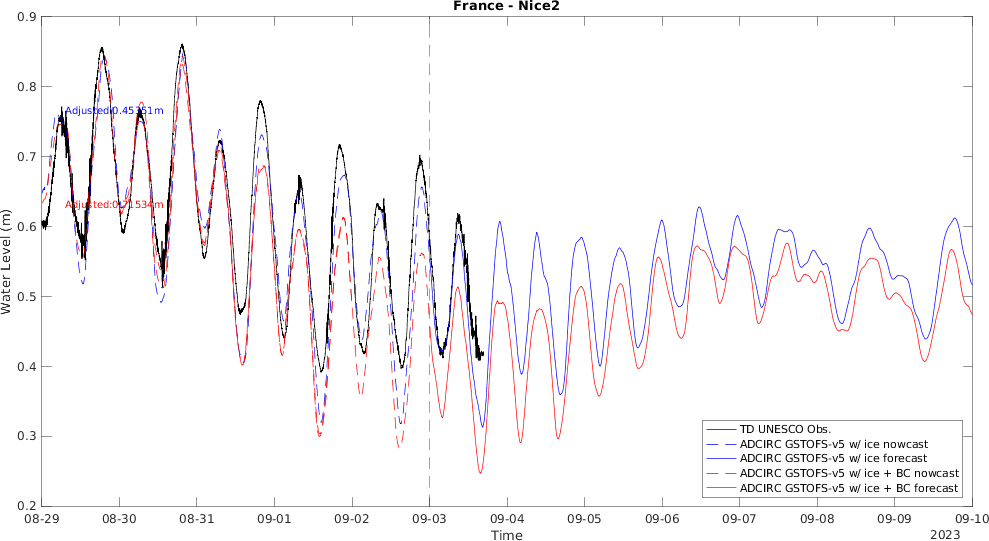 France - Nice2
0.9
0.8
0.7
0.6
0.5
0.4
0.3
0.2
Water Level (m)
Adjusted:0.45351m
Adjusted:0.71534m
TD UNESCO Obs.
ADCIRC GSTOFS-v5 w/ ice nowcast
ADCIRC GSTOFS-v5 w/ ice forecast
ADCIRC GSTOFS-v5 w/ ice + BC nowcast
ADCIRC GSTOFS-v5 w/ ice + BC forecast
08-29 08-30 08-31 09-01 09-02 09-03 09-04 09-05 09-06 09-07 09-08 09-09 09-10
Time
2023